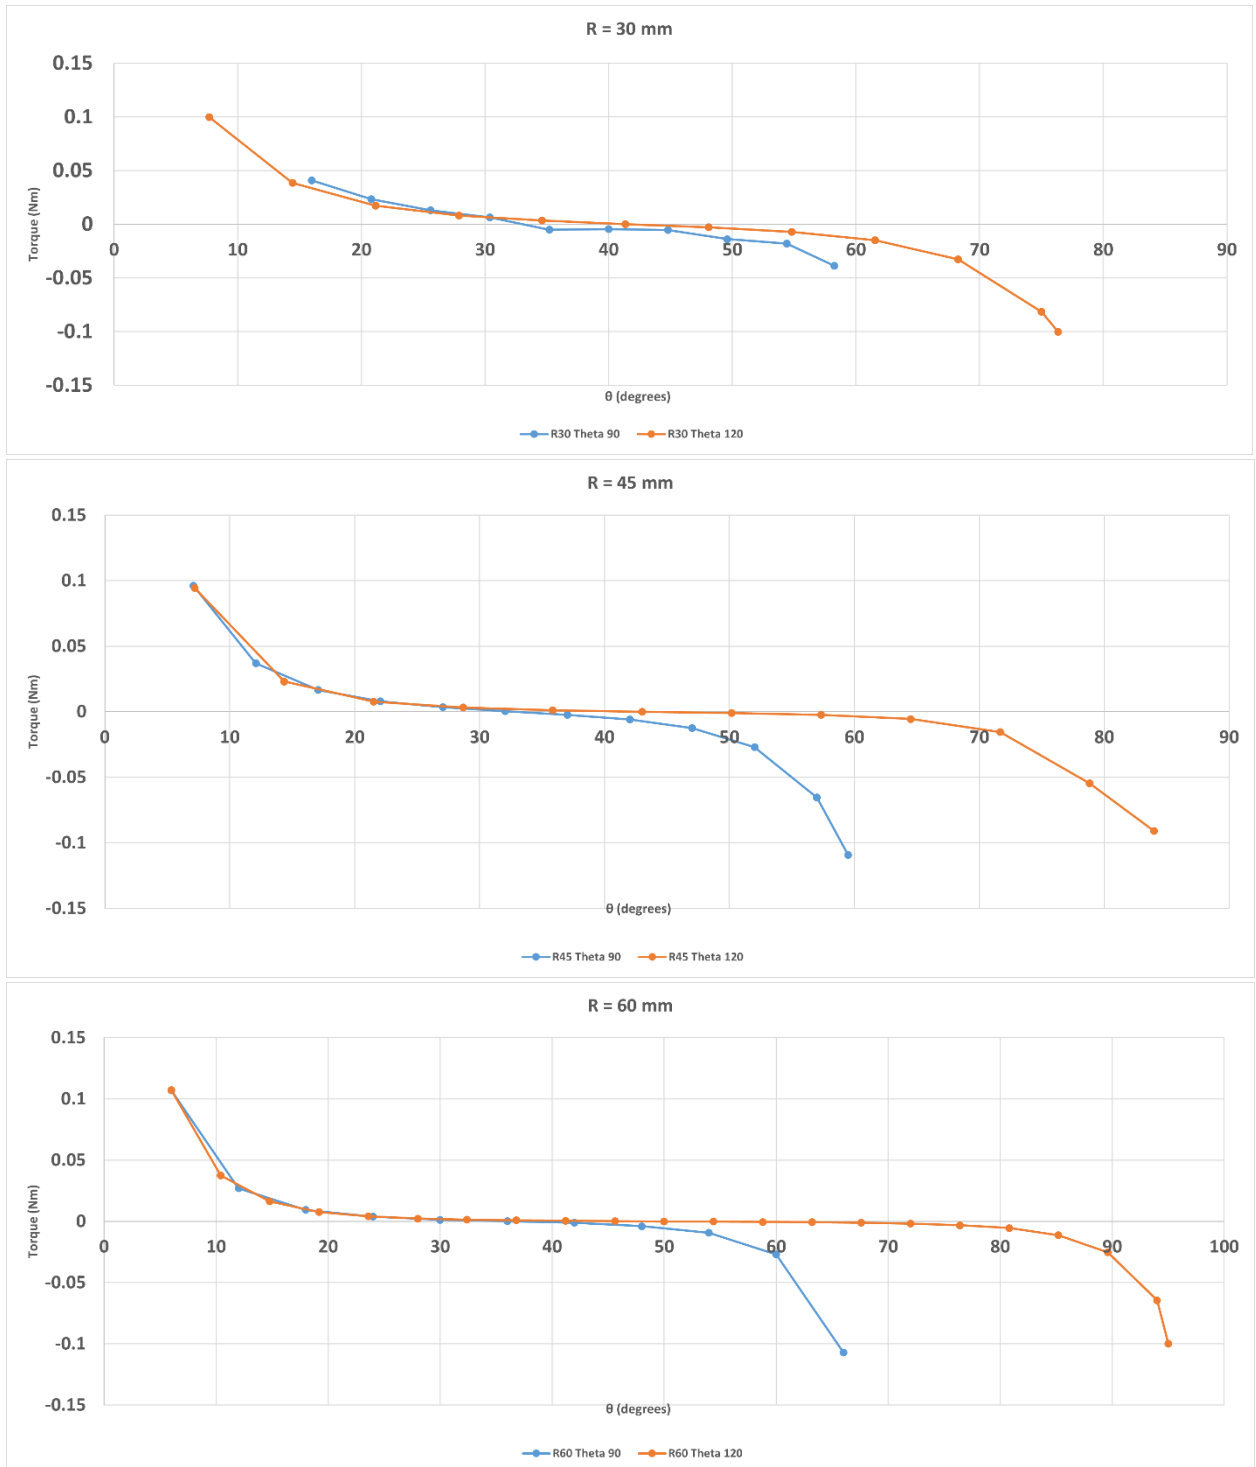 R = 30 mm
0.15
0.1
0.05
0
-0.05
-0.1
-0.15
Torque (Nm)
0 10 20 30 40 50 60 70 80 90
θ (degrees)
R30 Theta 90 R30 Theta 120
R = 45 mm
0.15
0.1
0.05
0
-0.05
-0.1
-0.15
Torque (Nm)
0 10 20 30 40 50 60 70 80 90
θ (degrees)
R45 Theta 90 R45 Theta 120
R = 60 mm
0.15
0.1
0.05
0
-0.05
-0.1
-0.15
Torque (Nm)
0 10 20 30 40 50 60 70 80 90 100
θ (degrees)
R60 Theta 90 R60 Theta 120